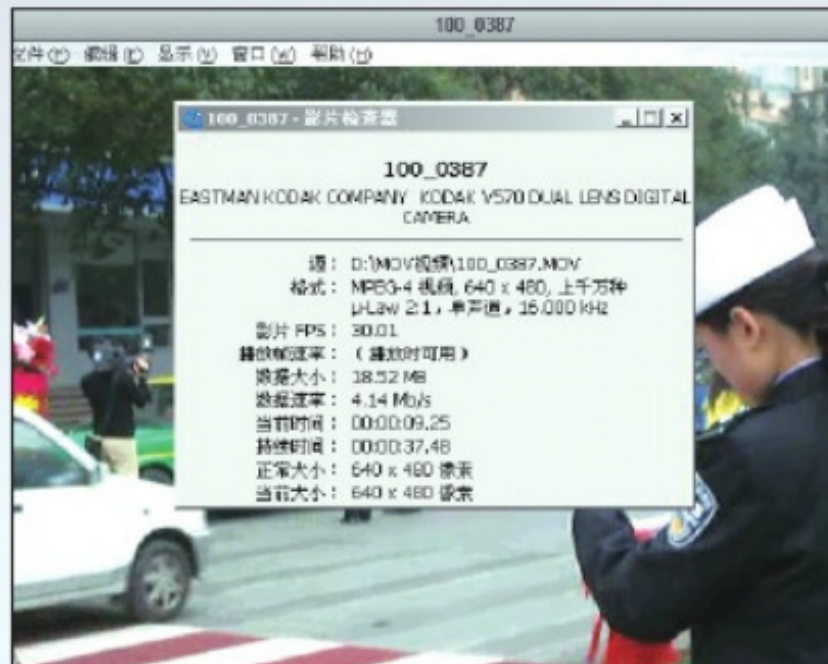 100_0387
文件(F) 编辑(E) 显示(V) 窗口(W) 帮助(H)
100_0387 - 影片检查器
100_0387
EASTMAN KODAK COMPANY KODAK V570 DUAL LENS DIGITAL
CAMERA
源： D:\MOV视频\100_0387.MOV
格式： MPEG-4 视频, 640 x 480, 上千万种
μ-Law 2:1，单声道，16.000 kHz
影片 FPS： 30.01
播放帧速率： （播放时可用）
数据大小： 18.52 MB
数据速率： 4.14 Mb/s
当前时间： 00:00:09.25
持续时间： 00:00:37.48
正常大小： 640 x 480 像素
当前大小： 640 x 480 像素